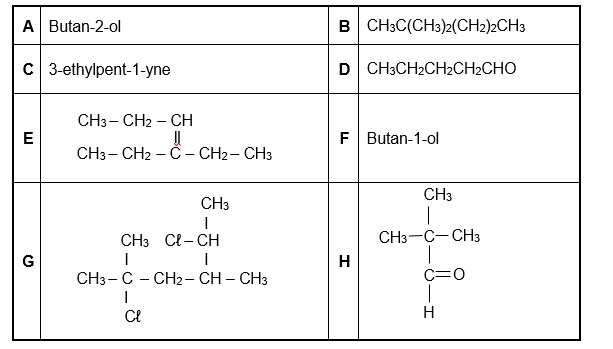 A Butan-2-ol B CH3C(CH3)2(CH2)2CH3
C 3-ethylpent-1-yne D CH3CH2CH2CH2CHO
E
CH3 – CH2 – CH
||
CH3 – CH2 – C – CH2 – CH3
F Butan-1-ol
G
CH3
|
CH3 Cℓ – CH
| |
CH3 – C – CH2 – CH – CH3
|
Cℓ
H
CH3
|
CH3 – C – CH3
|
C=O
|
H